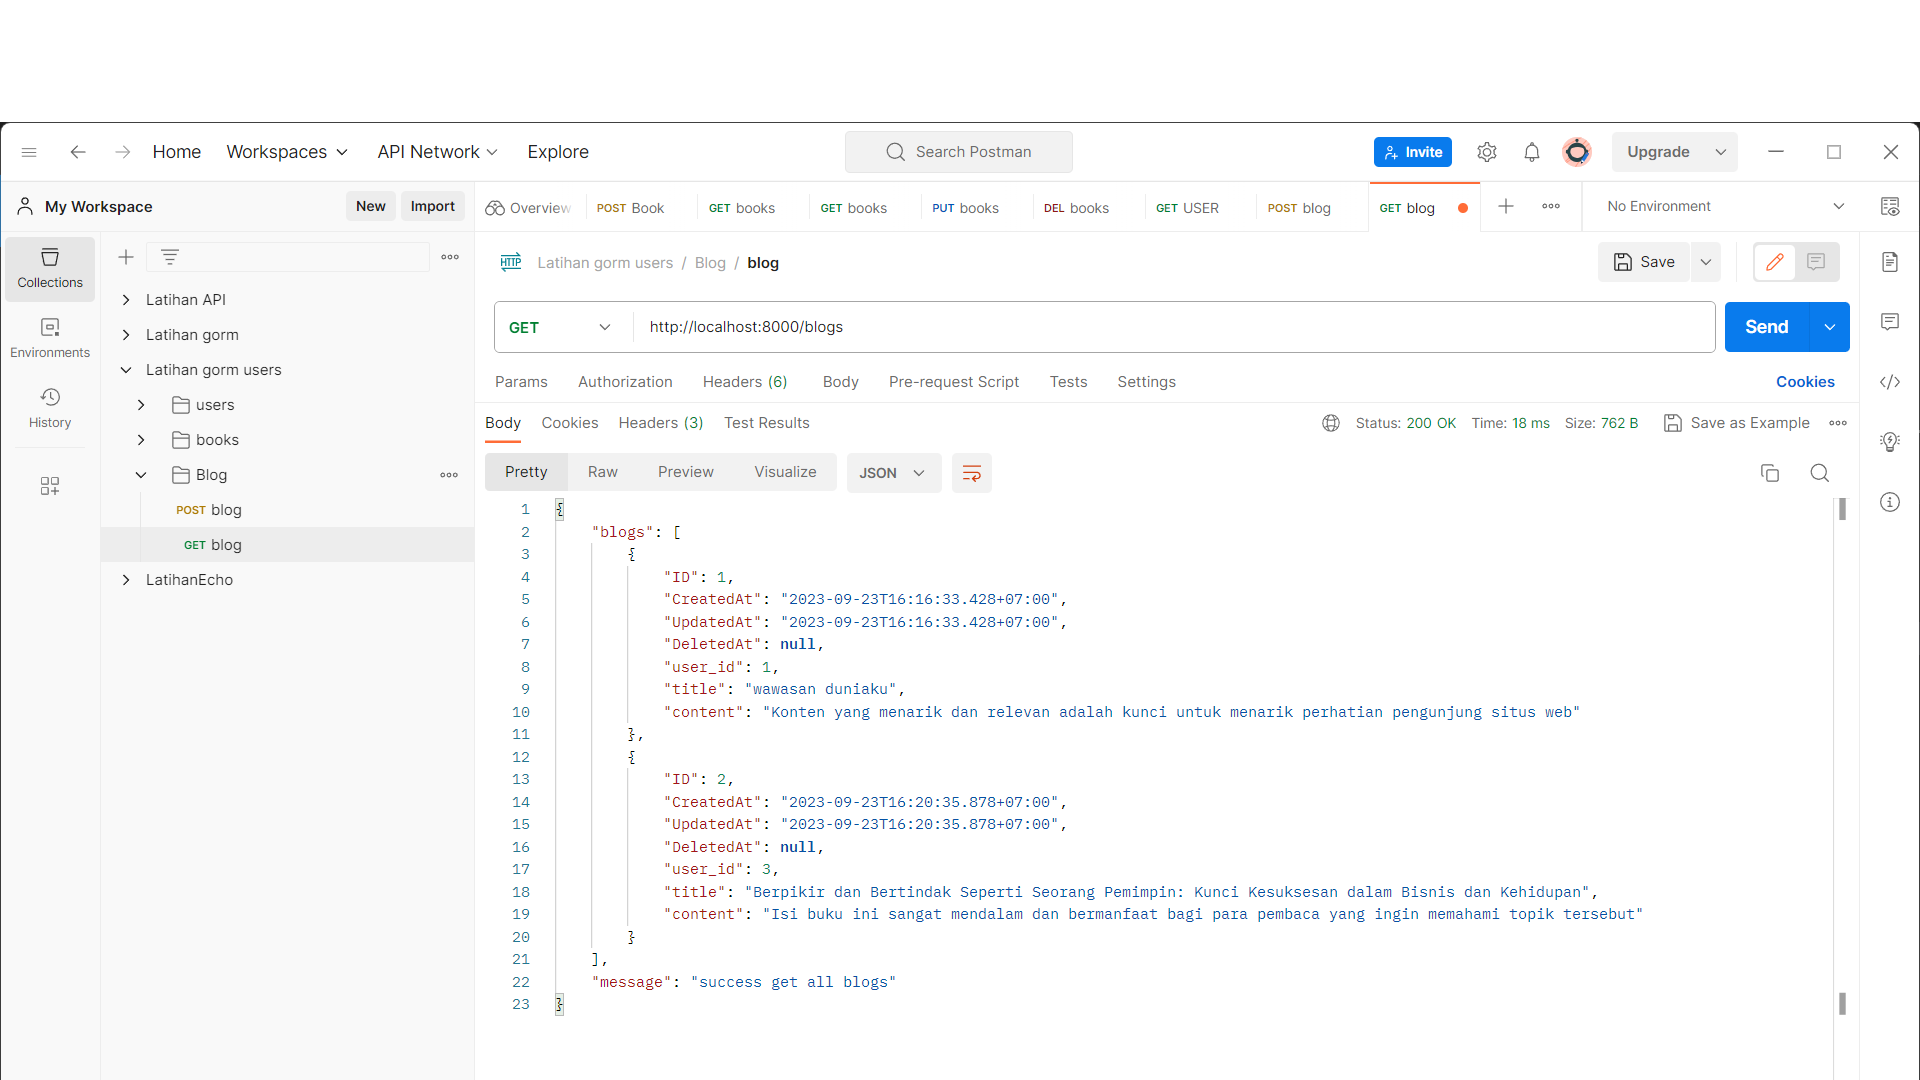 Home Workspaces API Network Explore Search Postman Invite Upgrade
My Workspace New Import Overview POST Book GET books GET books PUT books DEL books GET USER POST blog GET blog No Environment
Collections
Environments
History
Latihan API
Latihan gorm
Latihan gorm users
users
books
Blog
POST blog
GET blog
LatihanEcho
HTTP Latihan gorm users / Blog / blog Save
GET http://localhost:8000/blogs Send
Params Authorization Headers (6) Body Pre-request Script Tests Settings Cookies
Body Cookies Headers (3) Test Results Status: 200 OK Time: 18 ms Size: 762 B Save as Example
Pretty Raw Preview Visualize JSON
1 {
2 "blogs": [
3 {
4 "ID": 1,
5 "CreatedAt": "2023-09-23T16:16:33.428+07:00",
6 "UpdatedAt": "2023-09-23T16:16:33.428+07:00",
7 "DeletedAt": null,
8 "user_id": 1,
9 "title": "wawasan duniaku",
10 "content": "Konten yang menarik dan relevan adalah kunci untuk menarik perhatian pengunjung situs web"
11 },
12 {
13 "ID": 2,
14 "CreatedAt": "2023-09-23T16:20:35.878+07:00",
15 "UpdatedAt": "2023-09-23T16:20:35.878+07:00",
16 "DeletedAt": null,
17 "user_id": 3,
18 "title": "Berpikir dan Bertindak Seperti Seorang Pemimpin: Kunci Kesuksesan dalam Bisnis dan Kehidupan",
19 "content": "Isi buku ini sangat mendalam dan bermanfaat bagi para pembaca yang ingin memahami topik tersebut"
20 }
21 ],
22 "message": "success get all blogs"
23 }